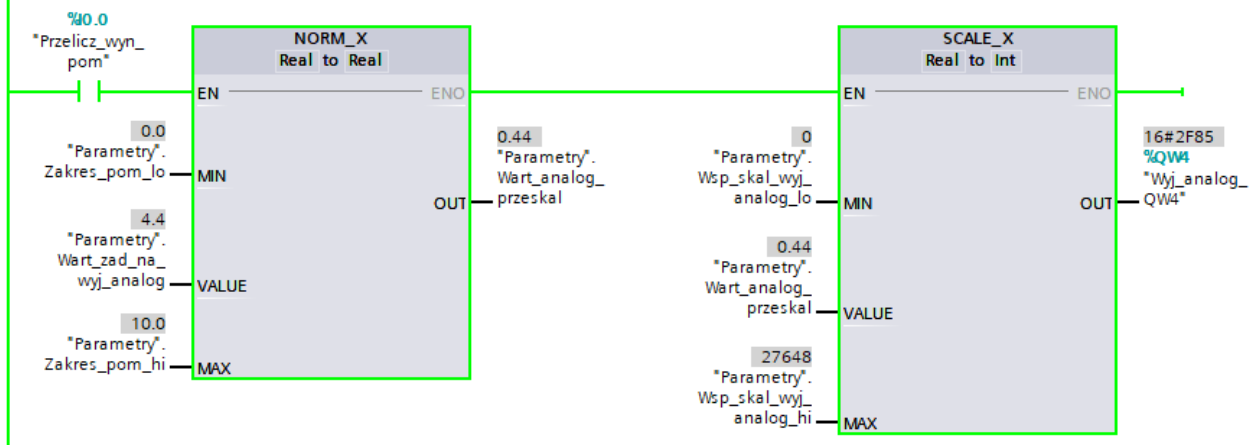 %I0.0
"Przelicz_wyn_
pom"
NORM_X
Real to Real
EN
ENO
0.0
"Parametry".
Zakres_pom_lo
MIN
4.4
"Parametry".
Wart_zad_na_
wyj_analog
VALUE
10.0
"Parametry".
Zakres_pom_hi
MAX
0.44
"Parametry".
Wart_analog_
przeskal
OUT
SCALE_X
Real to Int
EN
ENO
0
"Parametry".
Wsp_skal_wyj_
analog_lo
MIN
0.44
"Parametry".
Wart_analog_
przeskal
VALUE
27648
"Parametry".
Wsp_skal_wyj_
analog_hi
MAX
16#2F85
%QW4
"Wyj_analog_
QW4"
OUT